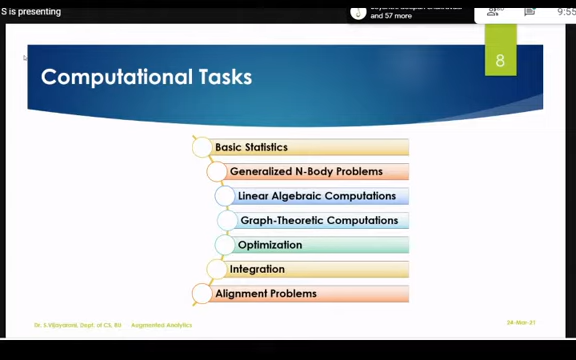 S is presenting
and 57 more
9:55
8
Computational Tasks
Basic Statistics
Generalized N-Body Problems
Linear Algebraic Computations
Graph-Theoretic Computations
Optimization
Integration
Alignment Problems
Dr. S.Vijayarani, Dept. of CS, BU Augmented Analytics
24-Mar-21